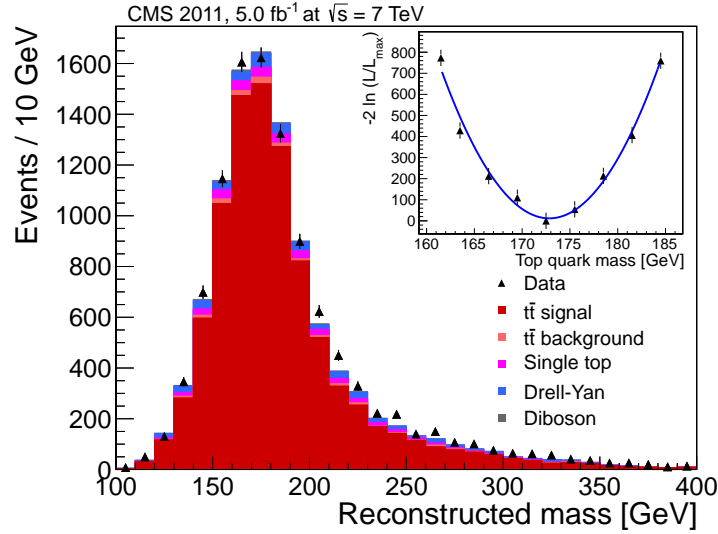 CMS 2011, 5.0 fb⁻¹ at √s = 7 TeV
Events / 10 GeV
1600
1400
1200
1000
800
600
400
200
0
100 150 200 250 300 350 400
Reconstructed mass [GeV]
-2 ln (L/Lmax)
800
700
600
500
400
300
200
100
0
160 165 170 175 180 185
Top quark mass [GeV]
Data
tt̄ signal
tt̄ background
Single top
Drell-Yan
Diboson